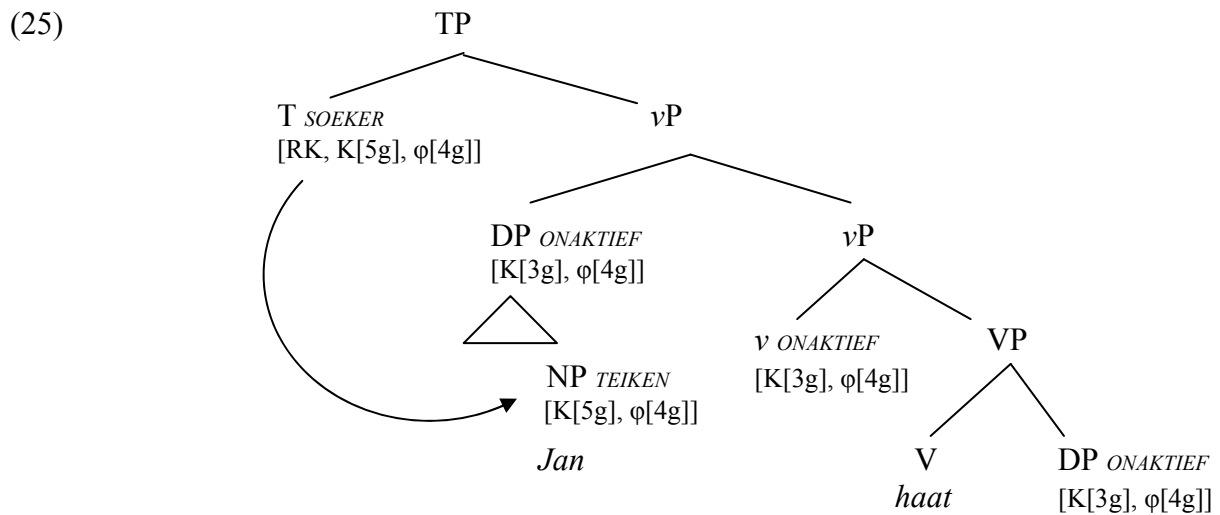 (25)
TP
T SOEKER
vP
[RK, K[5g], φ[4g]]
DP ONAKTIEF
vP
[K[3g], φ[4g]]
v ONAKTIEF
VP
NP TEIKEN
[K[3g], φ[4g]]
[K[5g], φ[4g]]
Jan
V
DP ONAKTIEF
haat
[K[3g], φ[4g]]